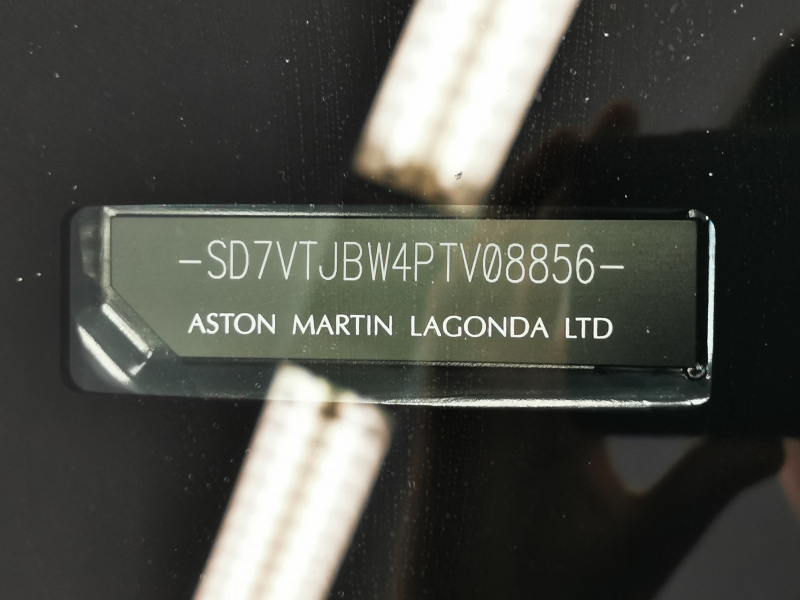 -SD7VTJBW4PTV08856-
ASTON MARTIN LAGONDA LTD